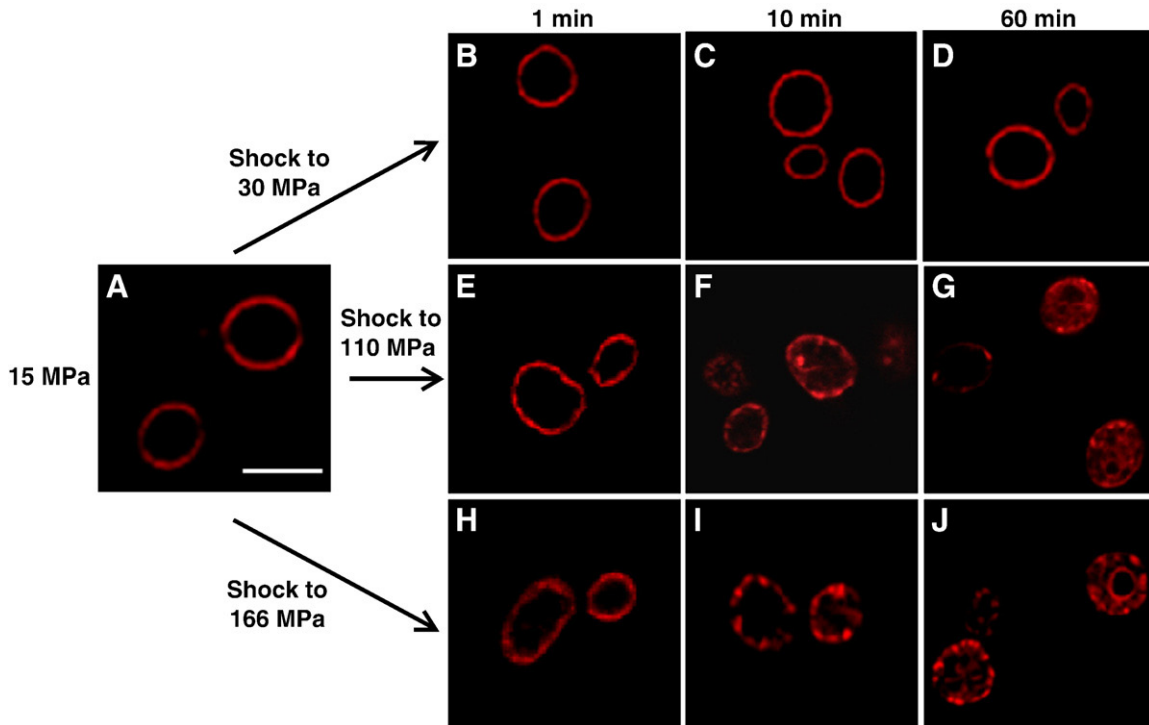 1 min
10 min
60 min
B
C
D
Shock to
30 MPa
A
15 MPa
Shock to
110 MPa
E
F
G
Shock to
166 MPa
H
I
J